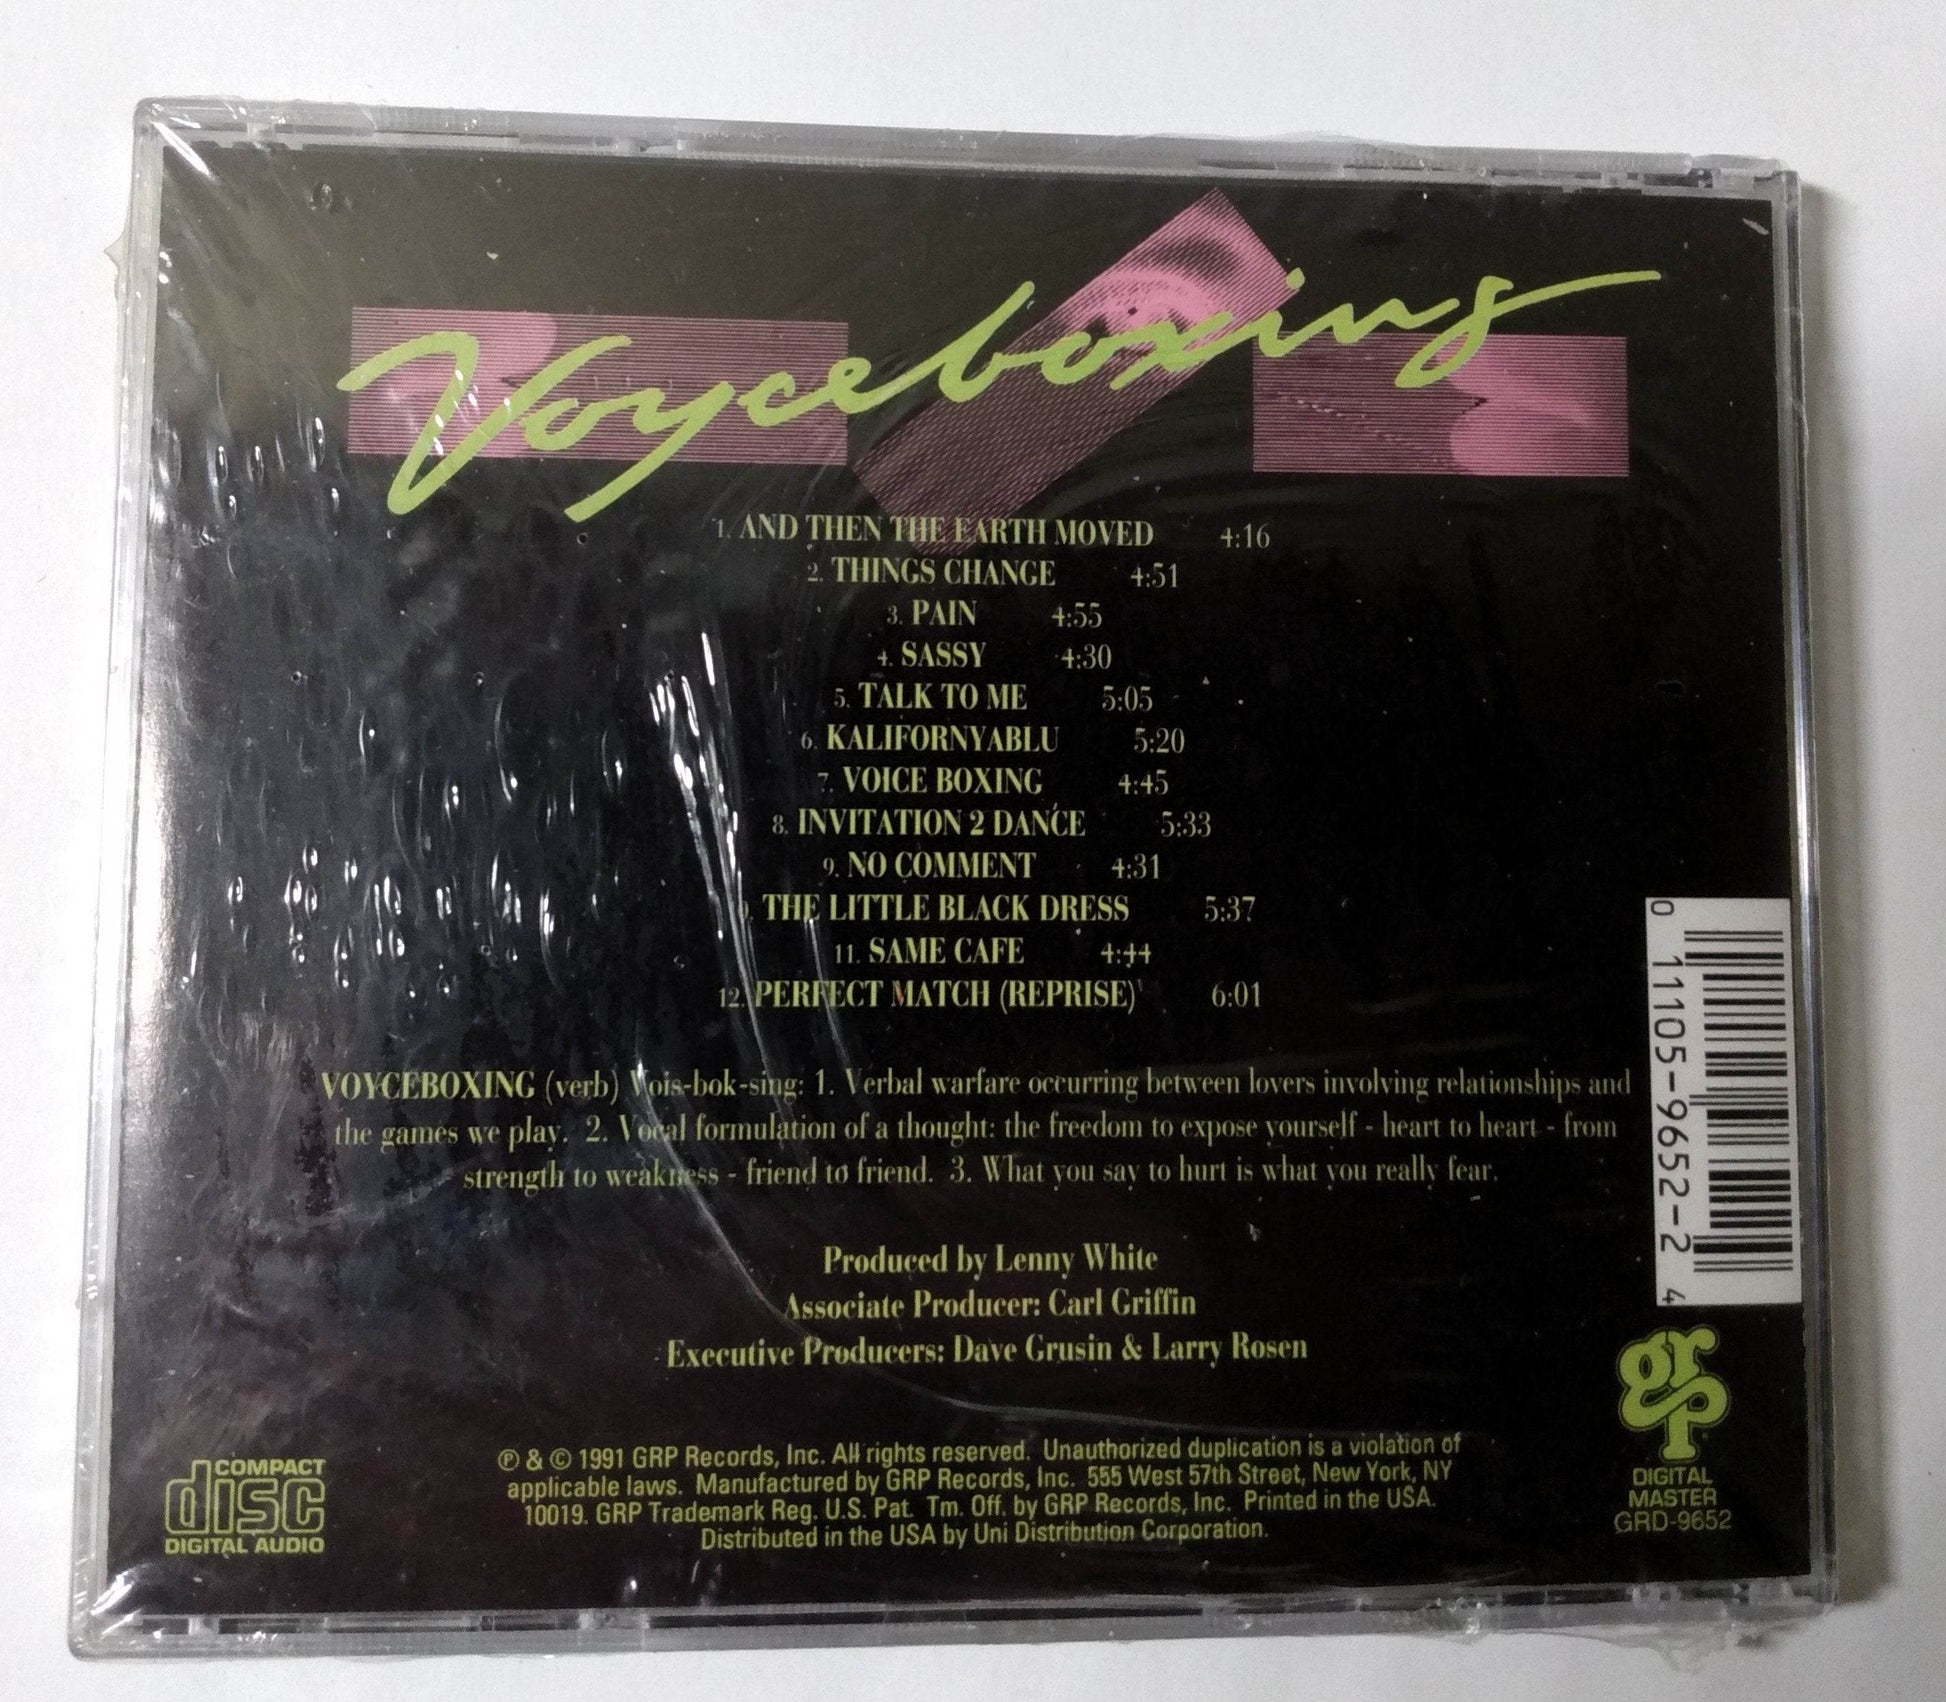 Voyceboxing
1. AND THEN THE EARTH MOVED 4:16
2. THINGS CHANGE 4:51
3. PAIN 4:55
4. SASSY 4:30
5. TALK TO ME 5:05
6. KALIFORNYABLU 5:20
7. VOICE BOXING 4:45
8. INVITATION 2 DANCE 5:33
9. NO COMMENT 4:31
THE LITTLE BLACK DRESS 5:37
11. SAME CAFE 4:44
12. PERFECT MATCH (REPRISE) 6:01
VOYCEBOXING (verb) Vois-bok-sing: 1. Verbal warfare occurring between lovers involving relationships and
the games we play. 2. Vocal formulation of a thought: the freedom to expose yourself - heart to heart - from
strength to weakness - friend to friend. 3. What you say to hurt is what you really fear.
Produced by Lenny White
Associate Producer: Carl Griffin
Executive Producers: Dave Grusin & Larry Rosen
℗ & © 1991 GRP Records, Inc. All rights reserved. Unauthorized duplication is a violation of
applicable laws. Manufactured by GRP Records, Inc. 555 West 57th Street, New York, NY
10019. GRP Trademark Reg. U.S. Pat. Tm. Off. by GRP Records, Inc. Printed in the USA.
Distributed in the USA by Uni Distribution Corporation.
COMPACT
disc
DIGITAL AUDIO
0 11105-9652-2 4
grp
DIGITAL
MASTER
GRD-9652